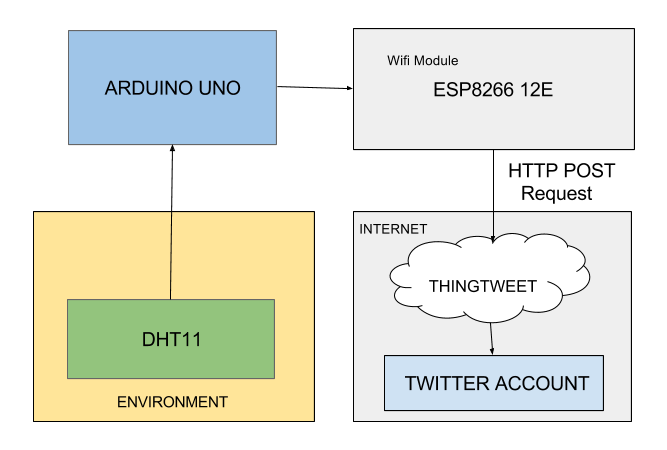 ARDUINO UNO
Wifi Module
ESP8266 12E
HTTP POST
Request
INTERNET
THINGTWEET
DHT11
TWITTER ACCOUNT
ENVIRONMENT